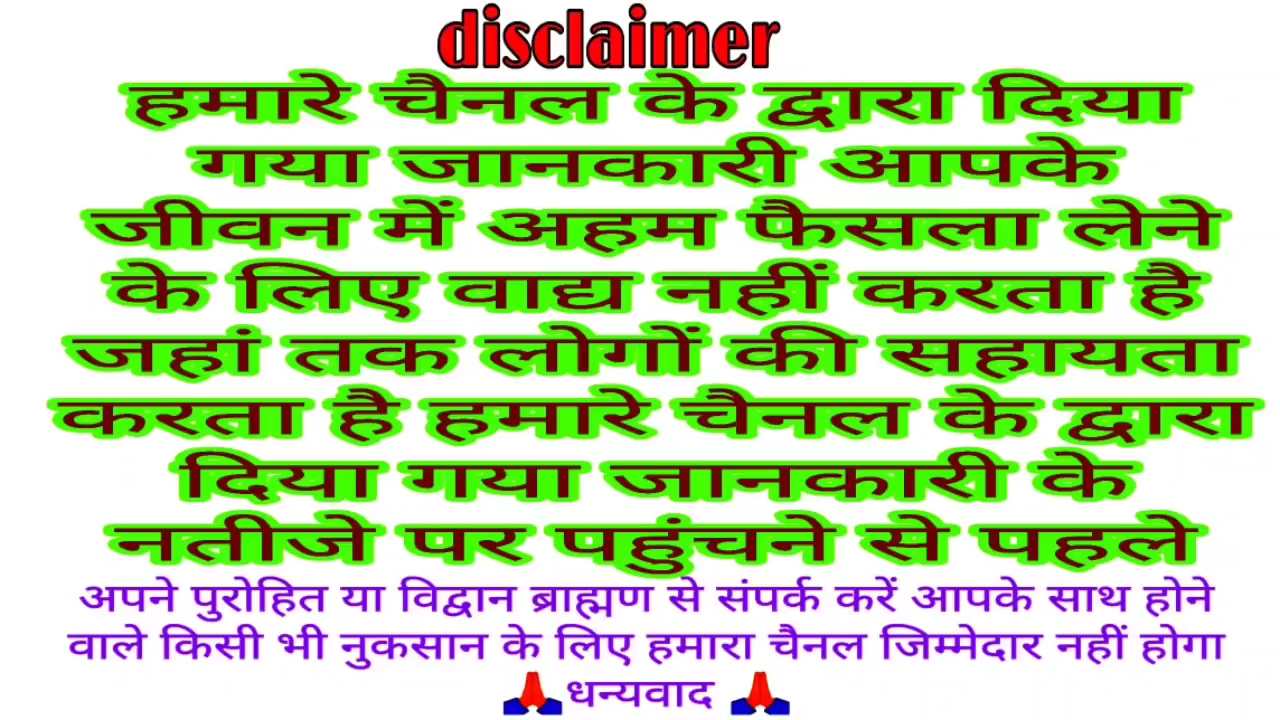 disclaimer
हमारे चैनल के द्वारा दिया
गया जानकारी आपके
जीवन में अहम फैसला लेने
के लिए वाद्य नहीं करता है
जहां तक लोगों की सहायता
करता है हमारे चैनल के द्वारा
दिया गया जानकारी के
नतीजे पर पहुंचने से पहले
अपने पुरोहित या विद्वान ब्राह्मण से संपर्क करें आपके साथ होने
वाले किसी भी नुकसान के लिए हमारा चैनल जिम्मेदार नहीं होगा
🙏धन्यवाद 🙏